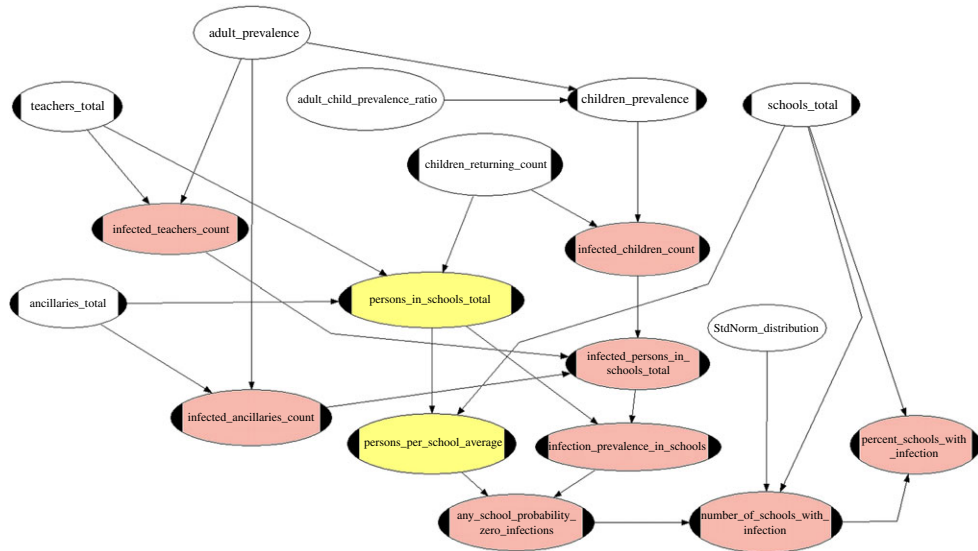 adult_prevalence
teachers_total
adult_child_prevalence_ratio
children_prevalence
schools_total
children_returning_count
infected_teachers_count
infected_children_count
ancillaries_total
persons_in_schools_total
StdNorm_distribution
infected_persons_in_
schools_total
infected_ancillaries_count
persons_per_school_average
infection_prevalence_in_schools
percent_schools_with
_infection
any_school_probability_
zero_infections
number_of_schools_with_
infection